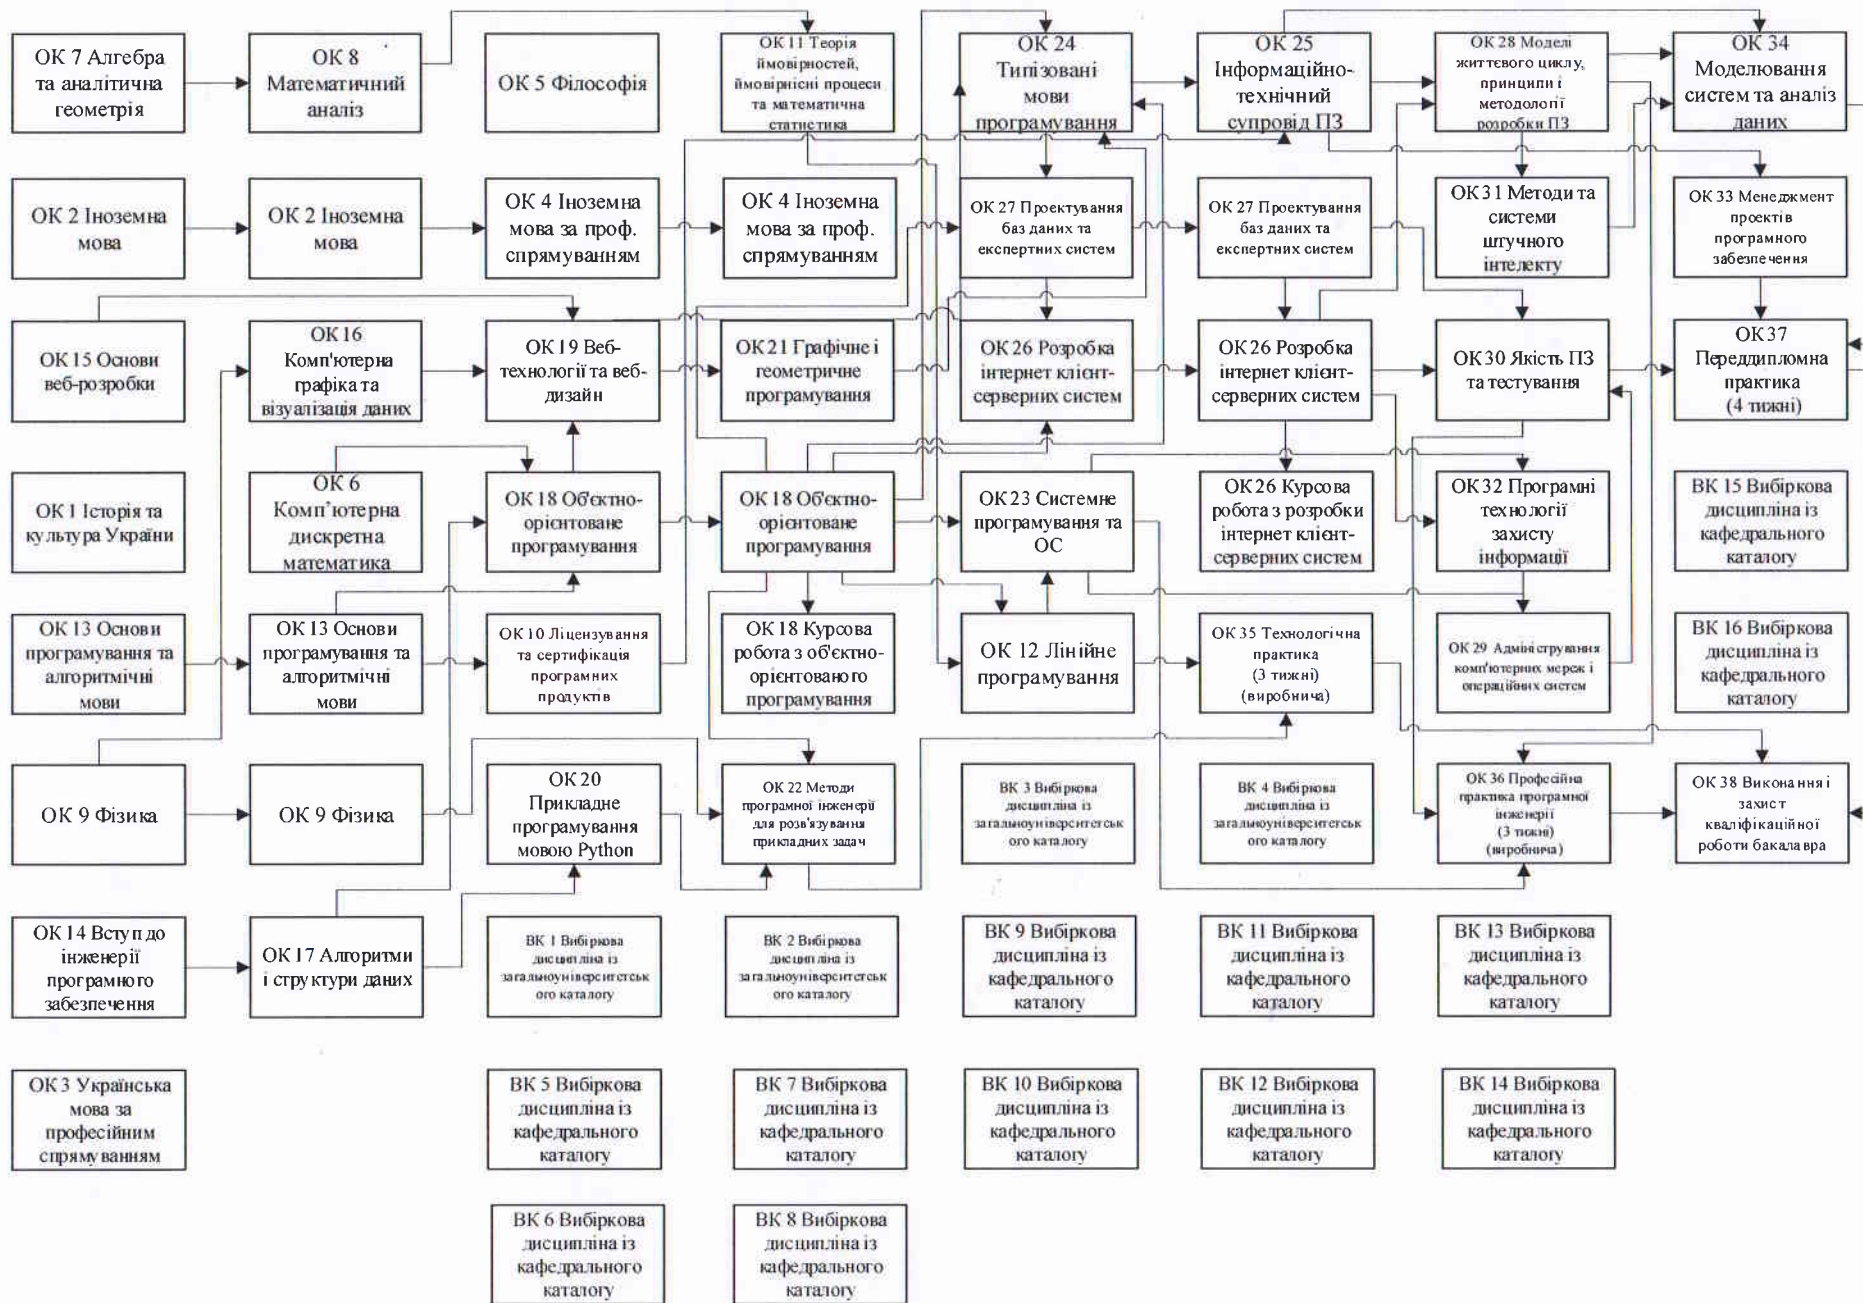 ОК 7 Алгебра
та аналітична
геометрія
ОК 8
Математичний
аналіз
ОК 5 Філософія
ОК 11 Теорія
ймовірностей,
ймовірнісні процеси
та математична
статистика
ОК 24
Типізовані
мови
програмування
ОК 25
Інформаційно-
технічний
супровід ПЗ
ОК 28 Моделі
життєвого циклу,
принципи і
методології
розробки ПЗ
ОК 34
Моделювання
систем та аналіз
даних
ОК 2 Іноземна
мова
ОК 2 Іноземна
мова
ОК 4 Іноземна
мова за проф.
спрямуванням
ОК 4 Іноземна
мова за проф.
спрямуванням
ОК 27 Проектування
баз даних та
експертних систем
ОК 27 Проектування
баз даних та
експертних систем
ОК 31 Методи та
системи
штучного
інтелекту
ОК 33 Менеджмент
проектів
програмного
забезпечення
ОК 15 Основи
веб-розробки
ОК 16
Комп'ютерна
графіка та
візуалізація даних
ОК 19 Веб-
технології та веб-
дизайн
ОК 21 Графічне і
геометричне
програмування
ОК 26 Розробка
інтернет клієнт-
серверних систем
ОК 26 Розробка
інтернет клієнт-
серверних систем
ОК 30 Якість ПЗ
та тестування
ОК 37
Переддипломна
практика
(4 тижні)
ОК 1 Історія та
культура України
ОК 6
Комп’ютерна
дискретна
математика
ОК 18 Об'єктно-
орієнтоване
програмування
ОК 18 Об'єктно-
орієнтоване
програмування
ОК 23 Системне
програмування та
ОС
ОК 26 Курсова
робота з розробки
інтернет клієнт-
серверних систем
ОК 32 Програмні
технології
захисту
інформації
ВК 15 Вибіркова
дисципліна із
кафедрального
каталогу
ОК 13 Основи
програмування та
алгоритмічні
мови
ОК 13 Основи
програмування та
алгоритмічні
мови
ОК 10 Ліцензування
та сертифікація
програмних
продуктів
ОК 18 Курсова
робота з об'єктно-
орієнтованого
програмування
ОК 12 Лінійне
програмування
ОК 35 Технологічна
практика
(3 тижні)
(виробнича)
ОК 29 Адміністрування
комп'ютерних мереж і
операційних систем
ВК 16 Вибіркова
дисципліна із
кафедрального
каталогу
ОК 9 Фізика
ОК 9 Фізика
ОК 20
Прикладне
програмування
мовою Python
ОК 22 Методи
програмної інженерії
для розв'язування
прикладних задач
ВК 3 Вибіркова
дисципліна із
загальноуніверситетськ
ого каталогу
ВК 4 Вибіркова
дисципліна із
загальноуніверситетськ
ого каталогу
ОК 36 Професійна
практика програмної
інженерії
(3 тижні)
(виробнича)
ОК 38 Виконання і
захист
кваліфікаційної
роботи бакалавра
ОК 14 Вступ до
інженерії
програмного
забезпечення
ОК 17 Алгоритми
і структури даних
ВК 1 Вибіркова
дисципліна із
загальноуніверситетськ
ого каталогу
ВК 2 Вибіркова
дисципліна із
загальноуніверситетськ
ого каталогу
ВК 9 Вибіркова
дисципліна із
кафедрального
каталогу
ВК 11 Вибіркова
дисципліна із
кафедрального
каталогу
ВК 13 Вибіркова
дисципліна із
кафедрального
каталогу
ОК 3 Українська
мова за
професійним
спрямуванням
ВК 5 Вибіркова
дисципліна із
кафедрального
каталогу
ВК 7 Вибіркова
дисципліна із
кафедрального
каталогу
ВК 10 Вибіркова
дисципліна із
кафедрального
каталогу
ВК 12 Вибіркова
дисципліна із
кафедрального
каталогу
ВК 14 Вибіркова
дисципліна із
кафедрального
каталогу
ВК 6 Вибіркова
дисципліна із
кафедрального
каталогу
ВК 8 Вибіркова
дисципліна із
кафедрального
каталогу